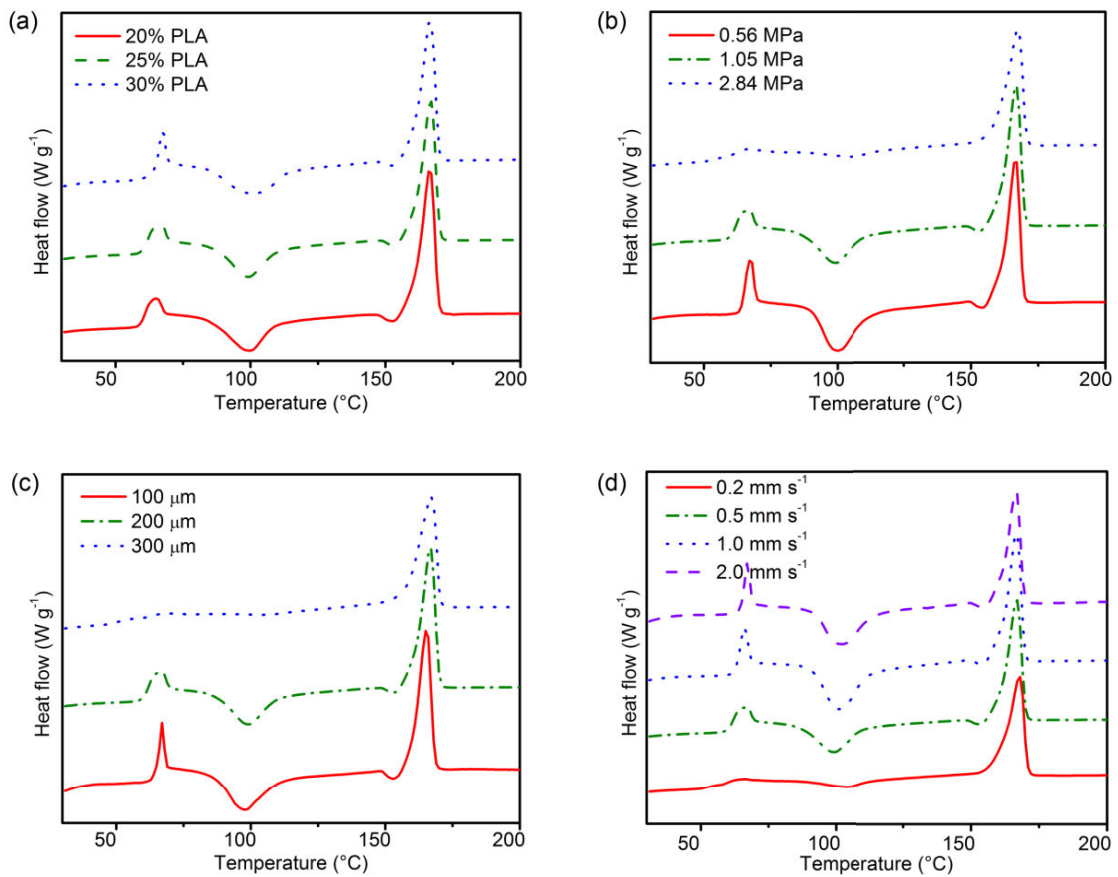 (a)
20% PLA
25% PLA
30% PLA
Heat flow (W g⁻¹)
50 100 150 200
Temperature (°C)
(b)
0.56 MPa
1.05 MPa
2.84 MPa
Heat flow (W g⁻¹)
50 100 150 200
Temperature (°C)
(c)
100 μm
200 μm
300 μm
Heat flow (W g⁻¹)
50 100 150 200
Temperature (°C)
(d)
0.2 mm s⁻¹
0.5 mm s⁻¹
1.0 mm s⁻¹
2.0 mm s⁻¹
Heat flow (W g⁻¹)
50 100 150 200
Temperature (°C)